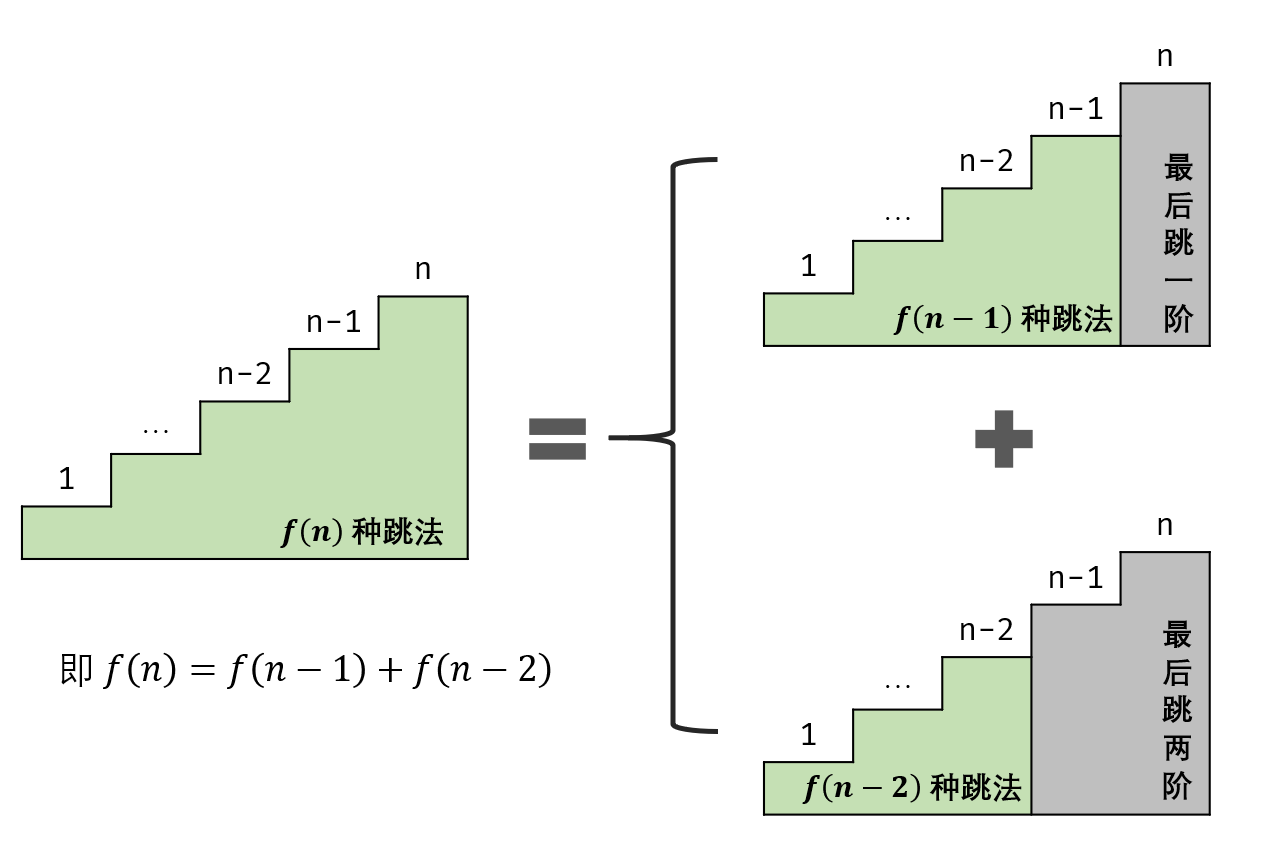 n
n-1
n-2
...
1
f(n) 种跳法
即 f(n) = f(n − 1) + f(n − 2)
n
n-1
n-2
...
1
f(n − 1) 种跳法
最后跳一阶
n
n-1
n-2
...
1
f(n − 2) 种跳法
最后跳两阶